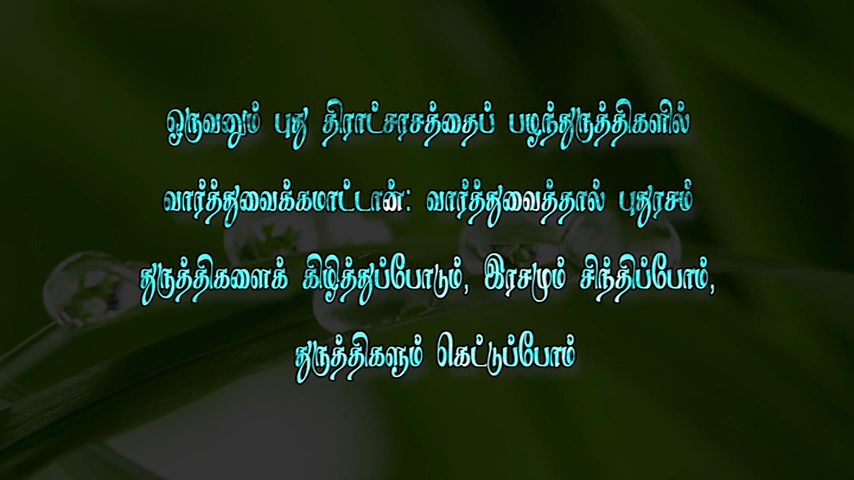 ஒருவனும் புது திராட்சரசத்தைப் பழந்துருத்திகளில்
வார்த்துவைக்கமாட்டான்: வார்த்துவைத்தால் புதுரசம்
துருத்திகளைக் கிழித்துப்போடும், இரசமும் சிந்திப்போம்,
துருத்திகளும் கெட்டுப்போம்